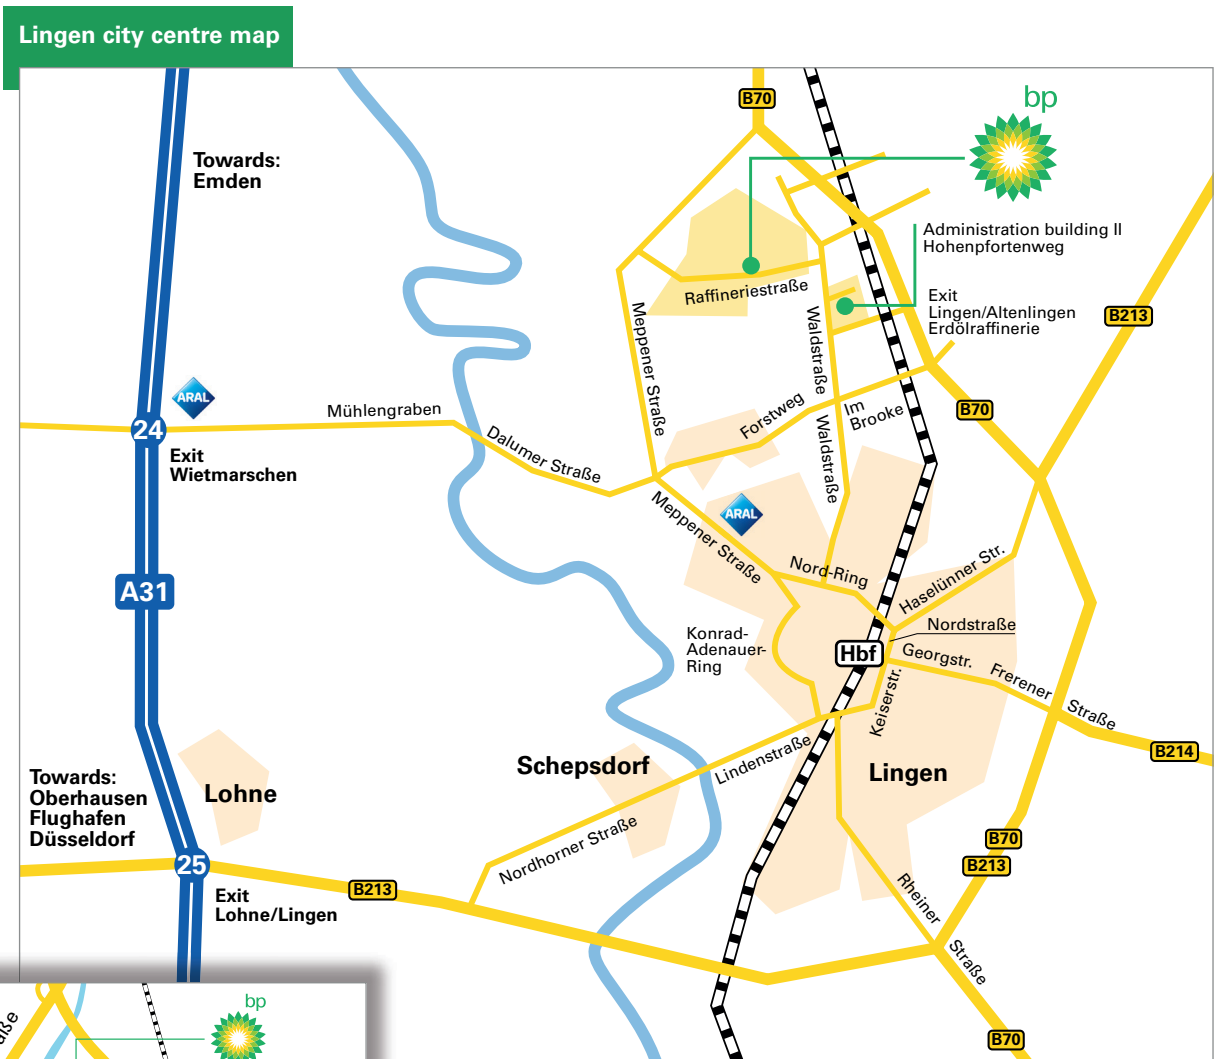 Lingen city centre map
B70
bp
Towards:
Emden
Administration building II
Hohenpfortenweg
Raffineriestraße
Exit
Lingen/Altenlingen
Erdölraffinerie
B213
Meppener Straße
Waldstraße
ARAL
Mühlengraben
24
Forstweg
Im
Brooke
B70
Exit
Wietmarschen
Dalumer Straße
Waldstraße
Meppener Straße
ARAL
A31
Nord-Ring
Haselünner Str.
Nordstraße
Konrad-
Adenauer-
Ring
Hbf
Georgstr.
Frerener
Straße
Keiserstr.
B214
Schepsdorf
Lindenstraße
Lingen
Towards:
Oberhausen
Flughafen
Düsseldorf
Lohne
Nordhorner Straße
B70
B213
25
B213
Exit
Lohne/Lingen
Rheiner
Straße
bp
B70